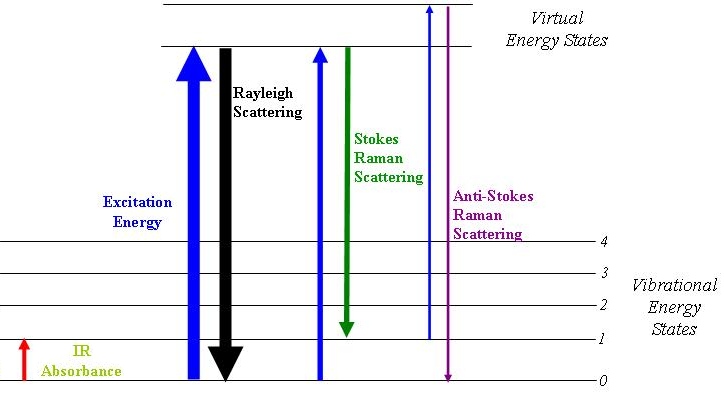 Virtual
Energy States
Rayleigh
Scattering
Stokes
Raman
Scattering
Excitation
Energy
Anti-Stokes
Raman
Scattering
4
3
2
1
0
Vibrational
Energy
States
IR
Absorbance